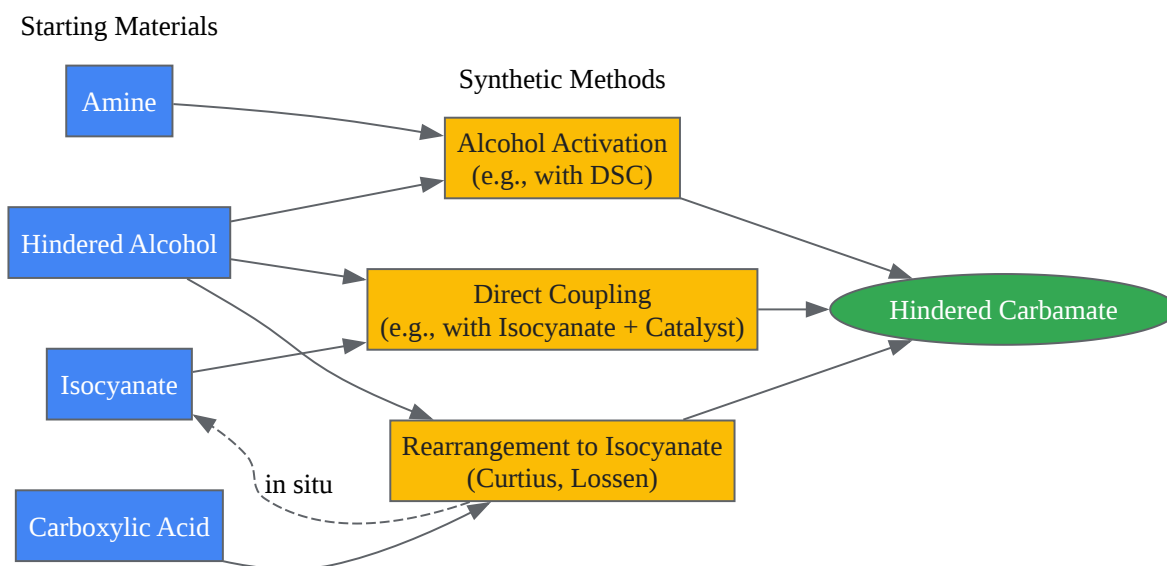 Starting Materials
Amine
Synthetic Methods
Alcohol Activation
(e.g., with DSC)
Hindered Alcohol
Direct Coupling
(e.g., with Isocyanate + Catalyst)
Hindered Carbamate
Isocyanate
Rearrangement to Isocyanate
(Curtius, Lossen)
in situ
Carboxylic Acid